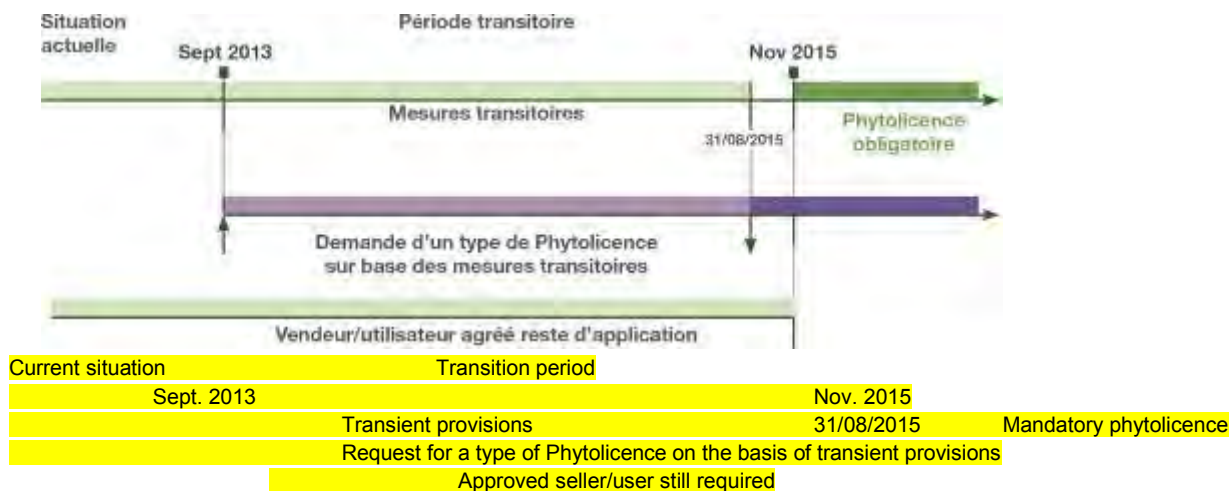 Situation
actuelle
Période transitoire
Sept 2013
Nov 2015
Mesures transitoires
31/08/2015
Phytolicence
obligatoire
Demande d'un type de Phytolicence
sur base des mesures transitoires
Vendeur/utilisateur agréé reste d'application
Current situation Transition period
Sept. 2013 Nov. 2015
Transient provisions 31/08/2015 Mandatory phytolicence
Request for a type of Phytolicence on the basis of transient provisions
Approved seller/user still required